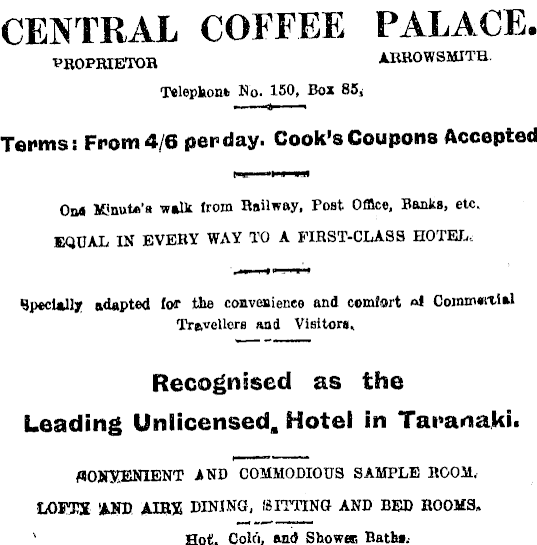 CENTRAL COFFEE PALACE.
PROPRIETOR ARROWSMITH.
Telephone No. 150, Box 85,
Terms: From 4/6 per day. Cook's Coupons Accepted
One Minute's walk from Railway, Post Office, Banks, etc.
EQUAL IN EVERY WAY TO A FIRST-CLASS HOTEL.
Specially adapted for the convenience and comfort of Commercial
Travellers and Visitors.
Recognised as the
Leading Unlicensed Hotel in Taranaki.
CONVENIENT AND COMMODIOUS SAMPLE ROOM.
LOFTY AND AIRY DINING, SITTING AND BED ROOMS.
Hot, Cold, and Shower Baths.